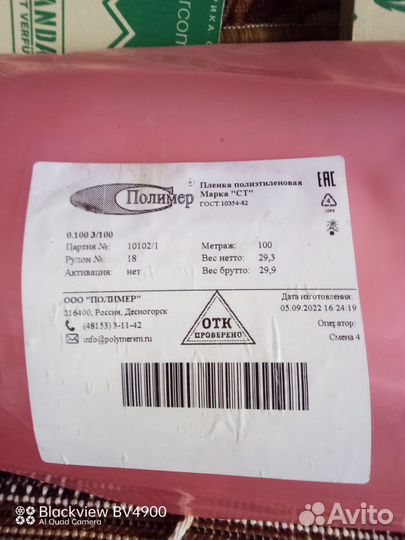 Полимер
Пленка полиэтиленовая
Марка "СТ"
ГОСТ 10354-82
EAC
LDPE
0.100 3/100
Партия №: 10102/1
Рулон №: 18
Активация: нет
Метраж: 100
Вес нетто: 29,3
Вес брутто: 29,9
ООО "ПОЛИМЕР"
216400, Россия, Десногорск
(48153) 3-11-42
info@polymersm.ru
ОТК
ПРОВЕРЕНО
Дата изготовления:
05.09.2022 16 24:19
Оператор:
Смена 4
Blackview BV4900
AI Quad Camera
Avito